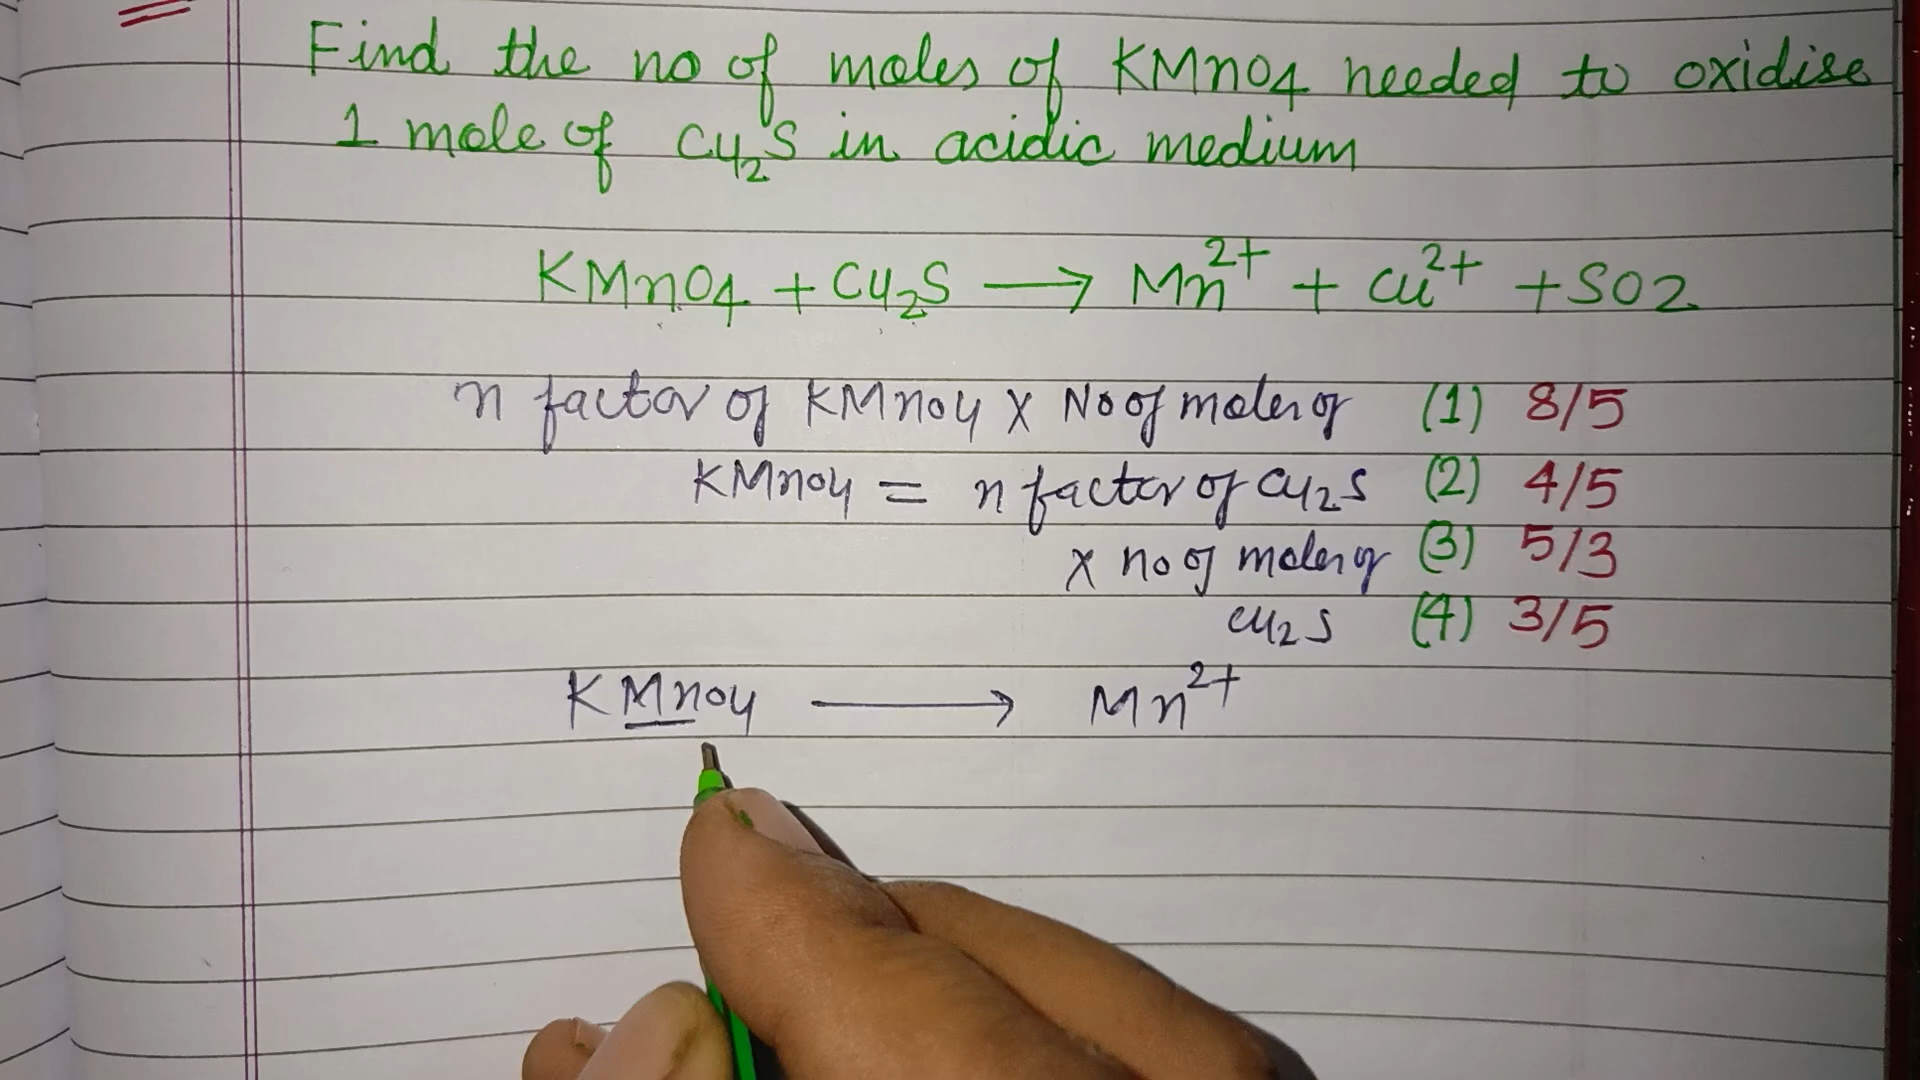 Find the no of moles of KMnO4 needed to oxidise
1 mole of Cu2S in acidic medium
KMnO4 + Cu2S ⟶ Mn2+ + Cu2+ + SO2
n factor of KMnO4 X No of moles of (1) 8/5
KMnO4 = n factor of Cu2S (2) 4/5
x no of moles of (3) 5/3
Cu2S (4) 3/5
KMnO4 ⟶ Mn2+